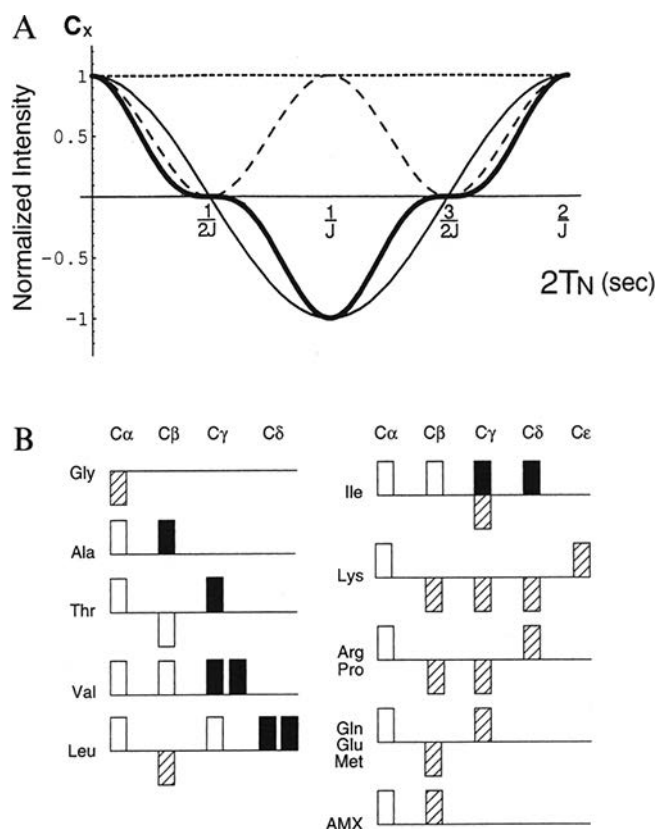 A
Cx
Normalized Intensity
1
0.5
-0.5
-1
1/2J
1/J
3/2J
2/J
2TN (sec)
B
Cα Cβ Cγ Cδ
Gly
Ala
Thr
Val
Leu
Cα Cβ Cγ Cδ Cε
Ile
Lys
Arg
Pro
Gln
Glu
Met
AMX